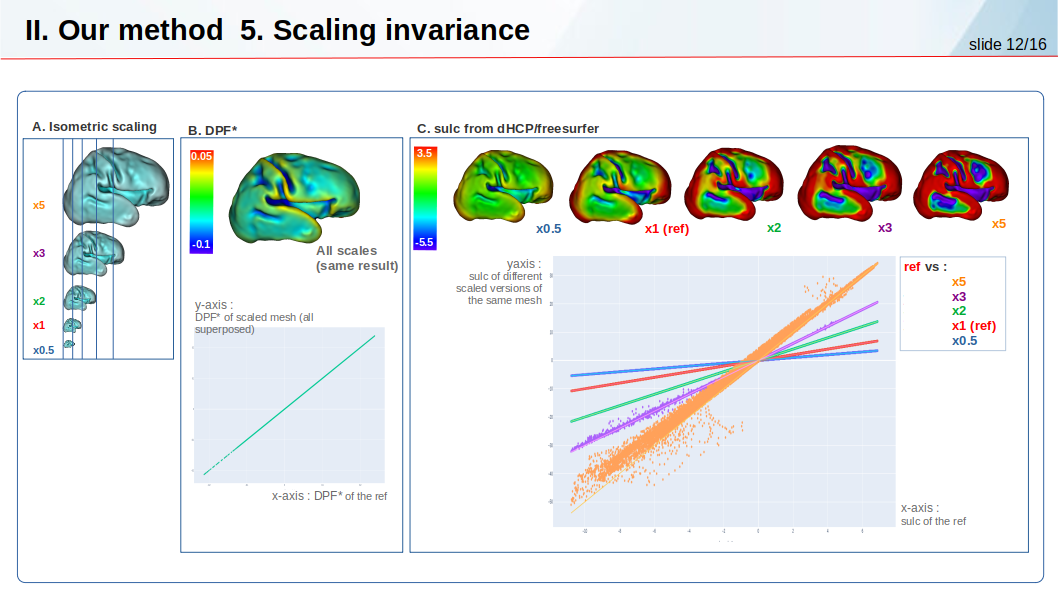 II. Our method  5. Scaling invariance
slide 12/16
A. Isometric scaling
x5
x3
x2
x1
x0.5
B. DPF*
0.05
-0.1
All scales
(same result)
y-axis :
DPF* of scaled mesh (all
superposed)
x-axis : DPF* of the ref
C. sulc from dHCP/freesurfer
3.5
-5.5
x0.5
x1 (ref)
x2
x3
x5
yaxis :
sulc of different
scaled versions of
the same mesh
ref vs :
x5
x3
x2
x1 (ref)
x0.5
x-axis :
sulc of the ref